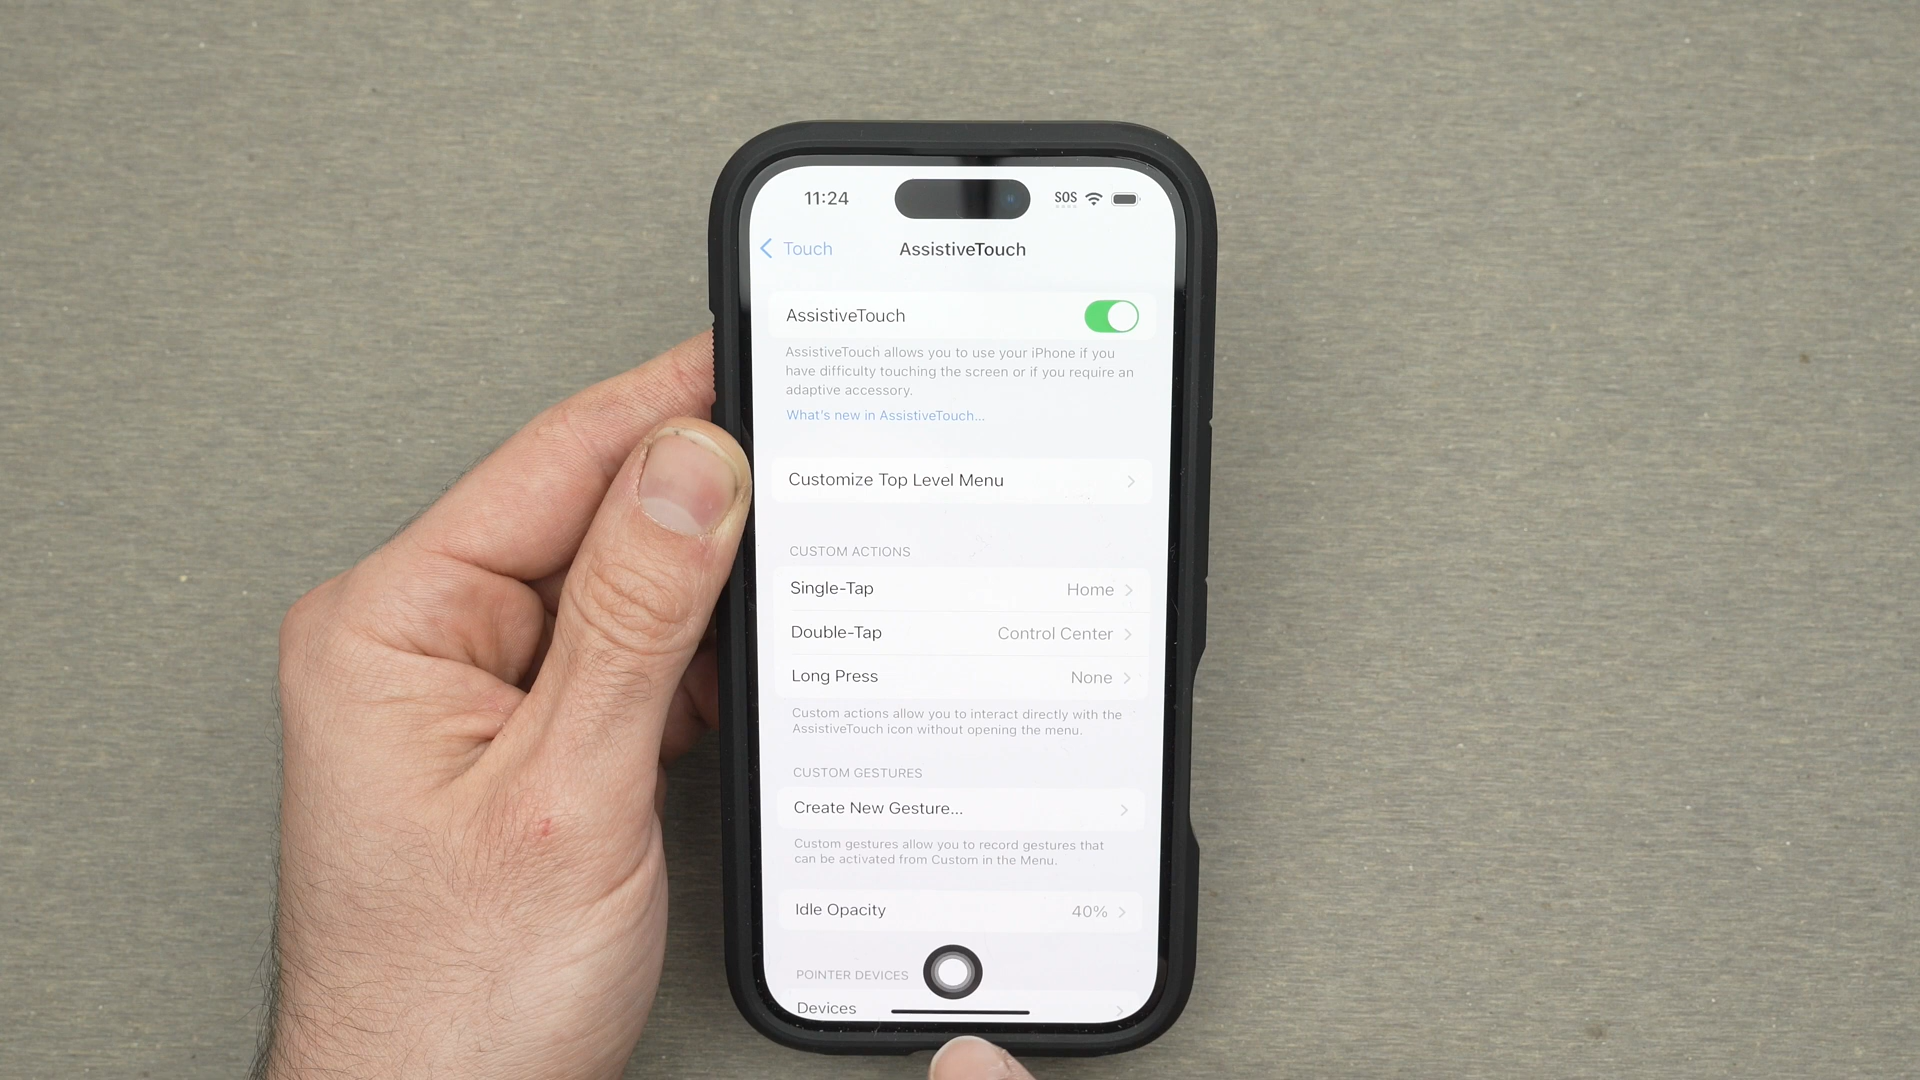 11:24
SOS
Touch
AssistiveTouch
AssistiveTouch
AssistiveTouch allows you to use your iPhone if you
have difficulty touching the screen or if you require an
adaptive accessory.
What's new in AssistiveTouch...
Customize Top Level Menu
CUSTOM ACTIONS
Single-Tap Home
Double-Tap Control Center
Long Press None
Custom actions allow you to interact directly with the
AssistiveTouch icon without opening the menu.
CUSTOM GESTURES
Create New Gesture...
Custom gestures allow you to record gestures that
can be activated from Custom in the Menu.
Idle Opacity 40%
POINTER DEVICES
Devices